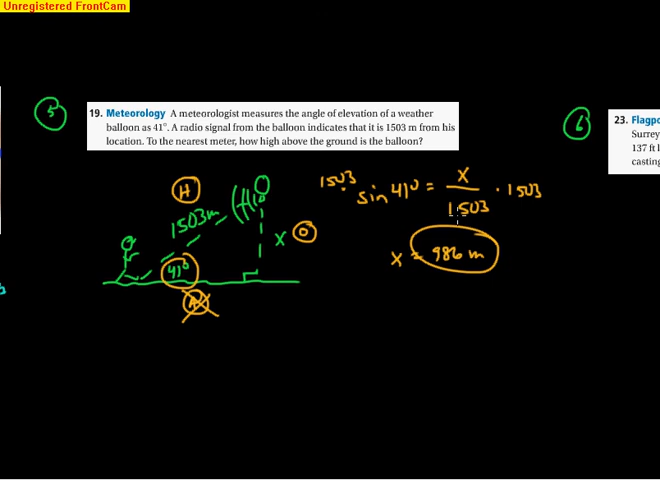 Unregistered FrontCam
5
19. Meteorology A meteorologist measures the angle of elevation of a weather
balloon as 41°. A radio signal from the balloon indicates that it is 1503 m from his
location. To the nearest meter, how high above the ground is the balloon?
6
23. Flagpo
Surrey
137 ft l
casting
H
1503m
41°
A
x
O
1503 · sin 41° = x / 1503 · 1503
x = 986 m